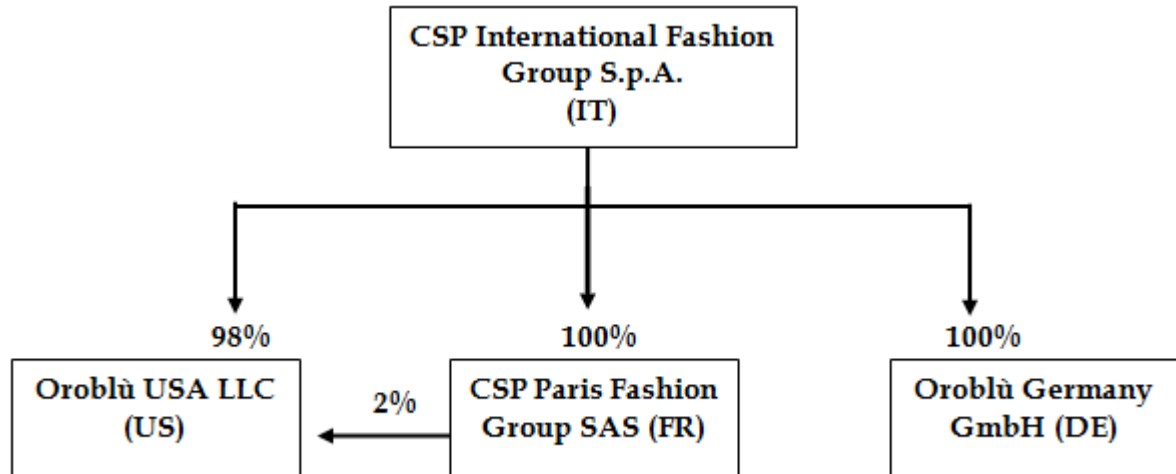 CSP International Fashion
Group S.p.A.
(IT)
98%
100%
100%
Oroblù USA LLC
(US)
2%
CSP Paris Fashion
Group SAS (FR)
Oroblù Germany
GmbH (DE)